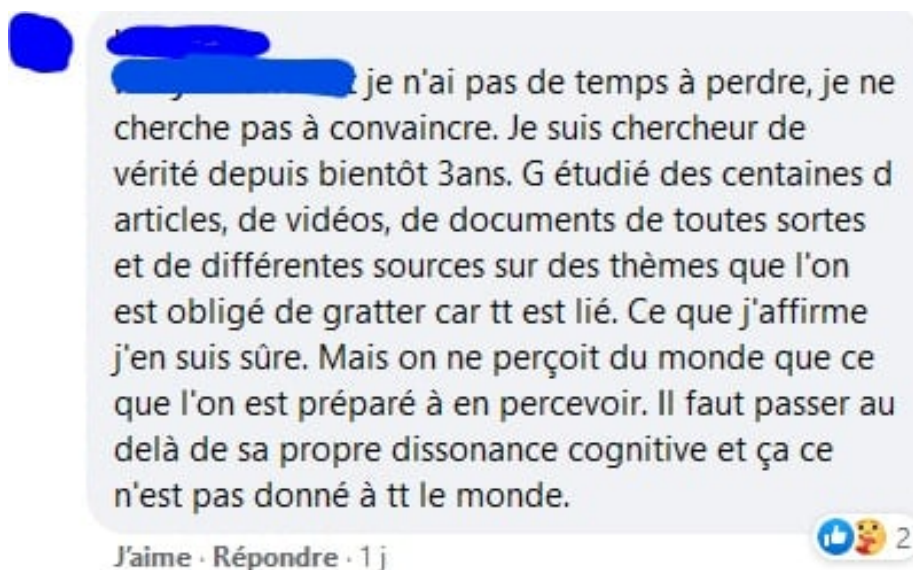 je n'ai pas de temps à perdre, je ne
cherche pas à convaincre. Je suis chercheur de
vérité depuis bientôt 3ans. G étudié des centaines d
articles, de vidéos, de documents de toutes sortes
et de différentes sources sur des thèmes que l'on
est obligé de gratter car tt est lié. Ce que j'affirme
j'en suis sûre. Mais on ne perçoit du monde que ce
que l'on est préparé à en percevoir. Il faut passer au
delà de sa propre dissonance cognitive et ça ce
n'est pas donné à tt le monde.
J'aime · Répondre · 1 j
2